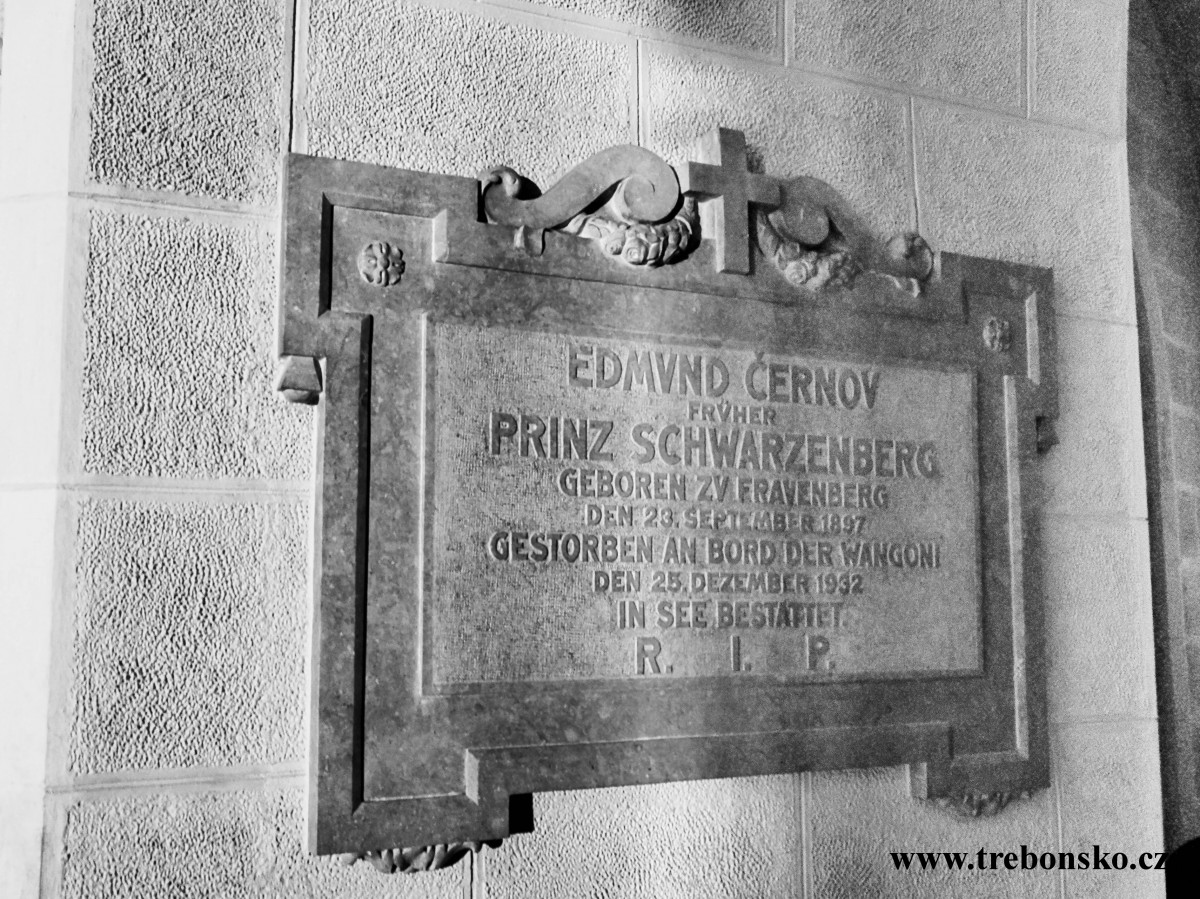 EDMVND ČERNOV
FRVHER
PRINZ SCHWARZENBERG
GEBOREN ZV FRAVENBERG
DEN 23. SEPTEMBER 1897
GESTORBEN AN BORD DER WANGONI
DEN 25. DEZEMBER 1932
IN SEE BESTATTET.
R. I. P.
www.trebonsko.cz